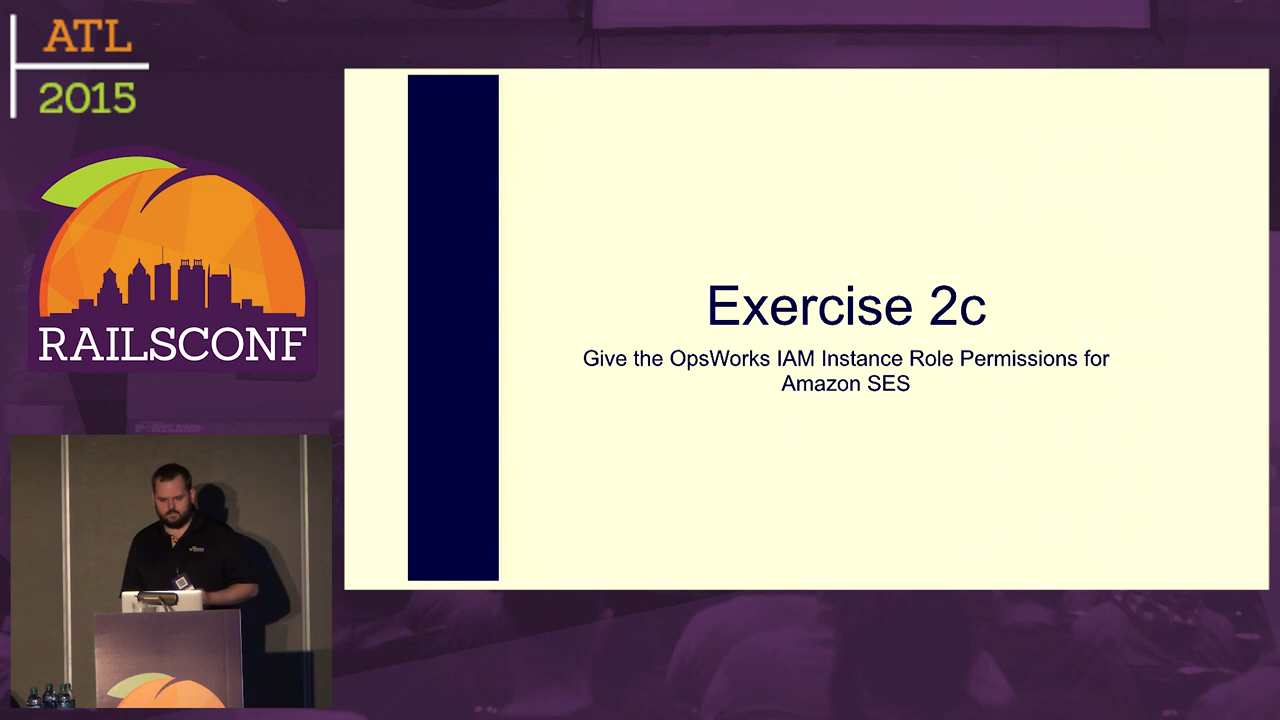 ATL
2015
RAILSCONF
Exercise 2c
Give the OpsWorks IAM Instance Role Permissions for
Amazon SES